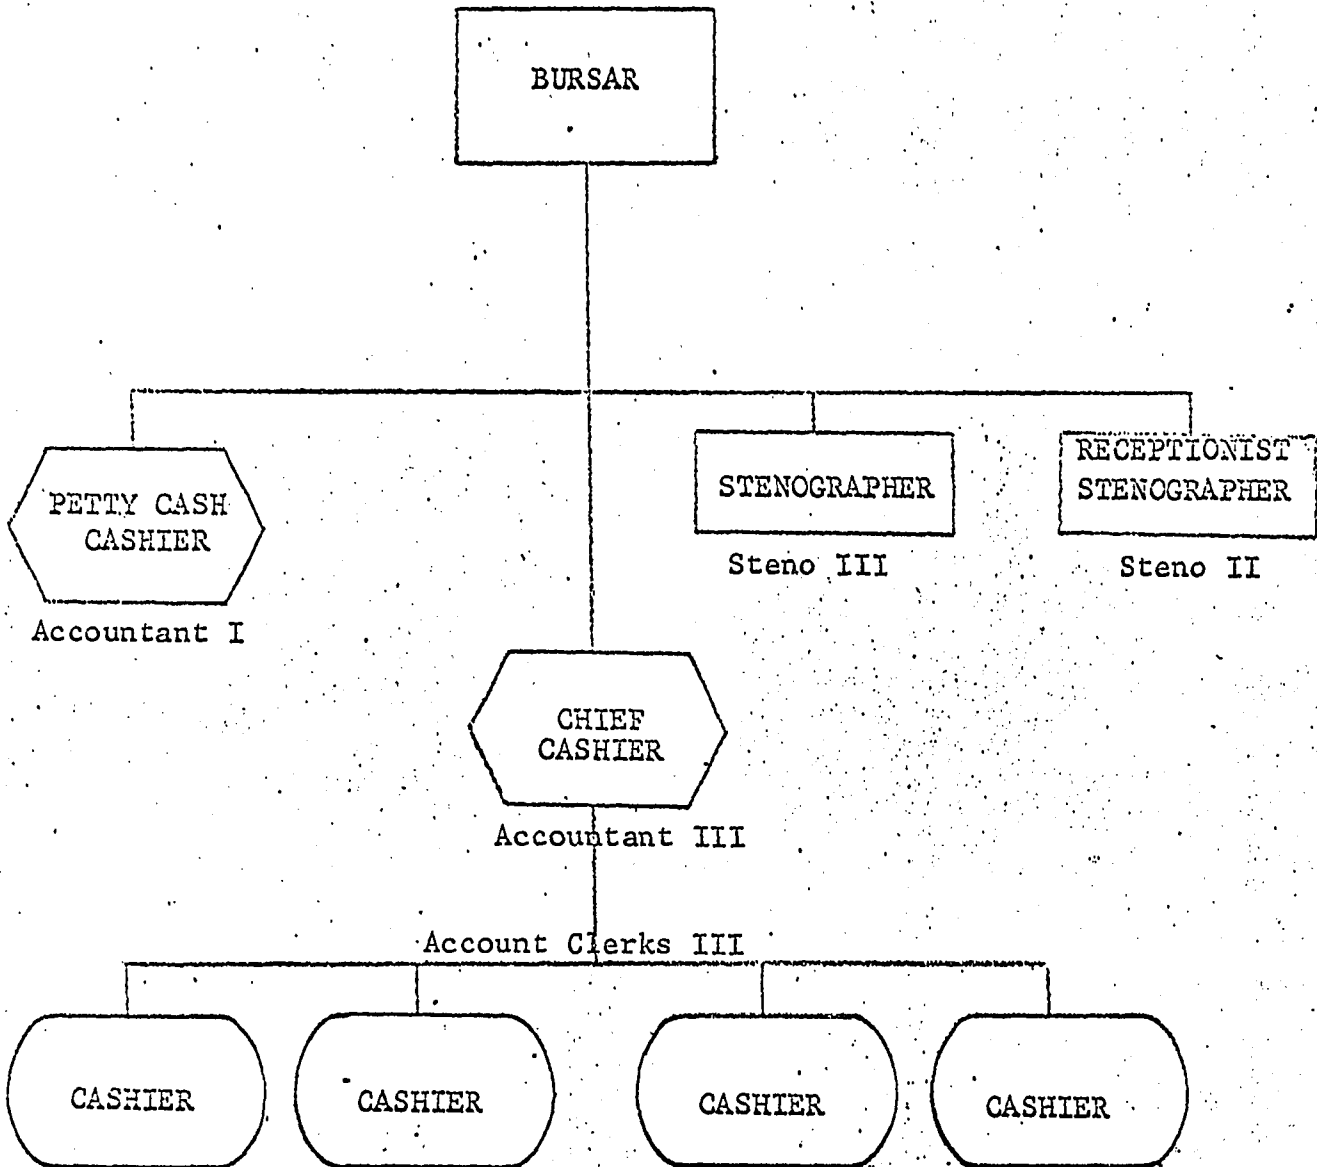 BURSAR
PETTY CASH
CASHIER
Accountant I
STENOGRAPHER
Steno III
RECEPTIONIST
STENOGRAPHER
Steno II
CHIEF
CASHIER
Accountant III
Account Clerks III
CASHIER
CASHIER
CASHIER
CASHIER